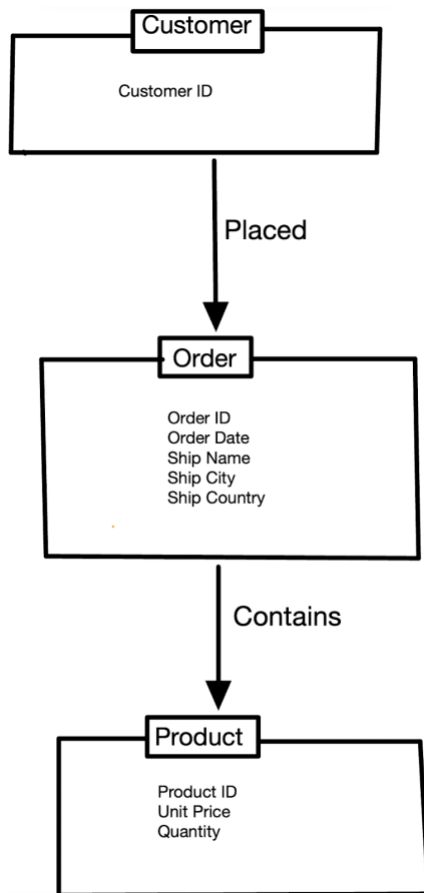 Customer
Customer ID
Placed
Order
Order ID
Order Date
Ship Name
Ship City
Ship Country
Contains
Product
Product ID
Unit Price
Quantity